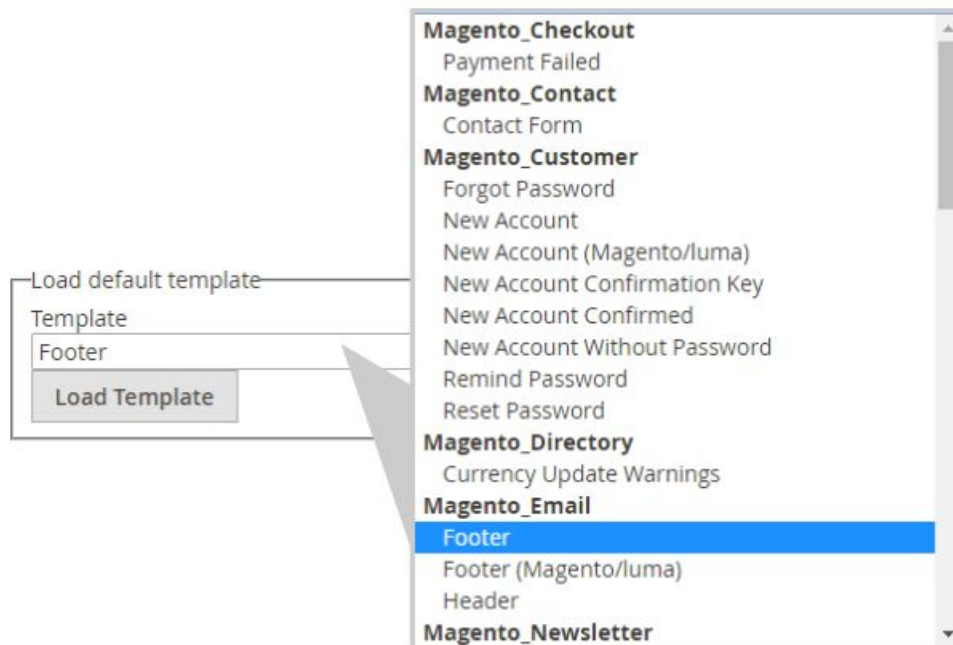 Load default template
Template
Footer
Load Template
Magento_Checkout
Payment Failed
Magento_Contact
Contact Form
Magento_Customer
Forgot Password
New Account
New Account (Magento/luma)
New Account Confirmation Key
New Account Confirmed
New Account Without Password
Remind Password
Reset Password
Magento_Directory
Currency Update Warnings
Magento_Email
Footer
Footer (Magento/luma)
Header
Magento_Newsletter